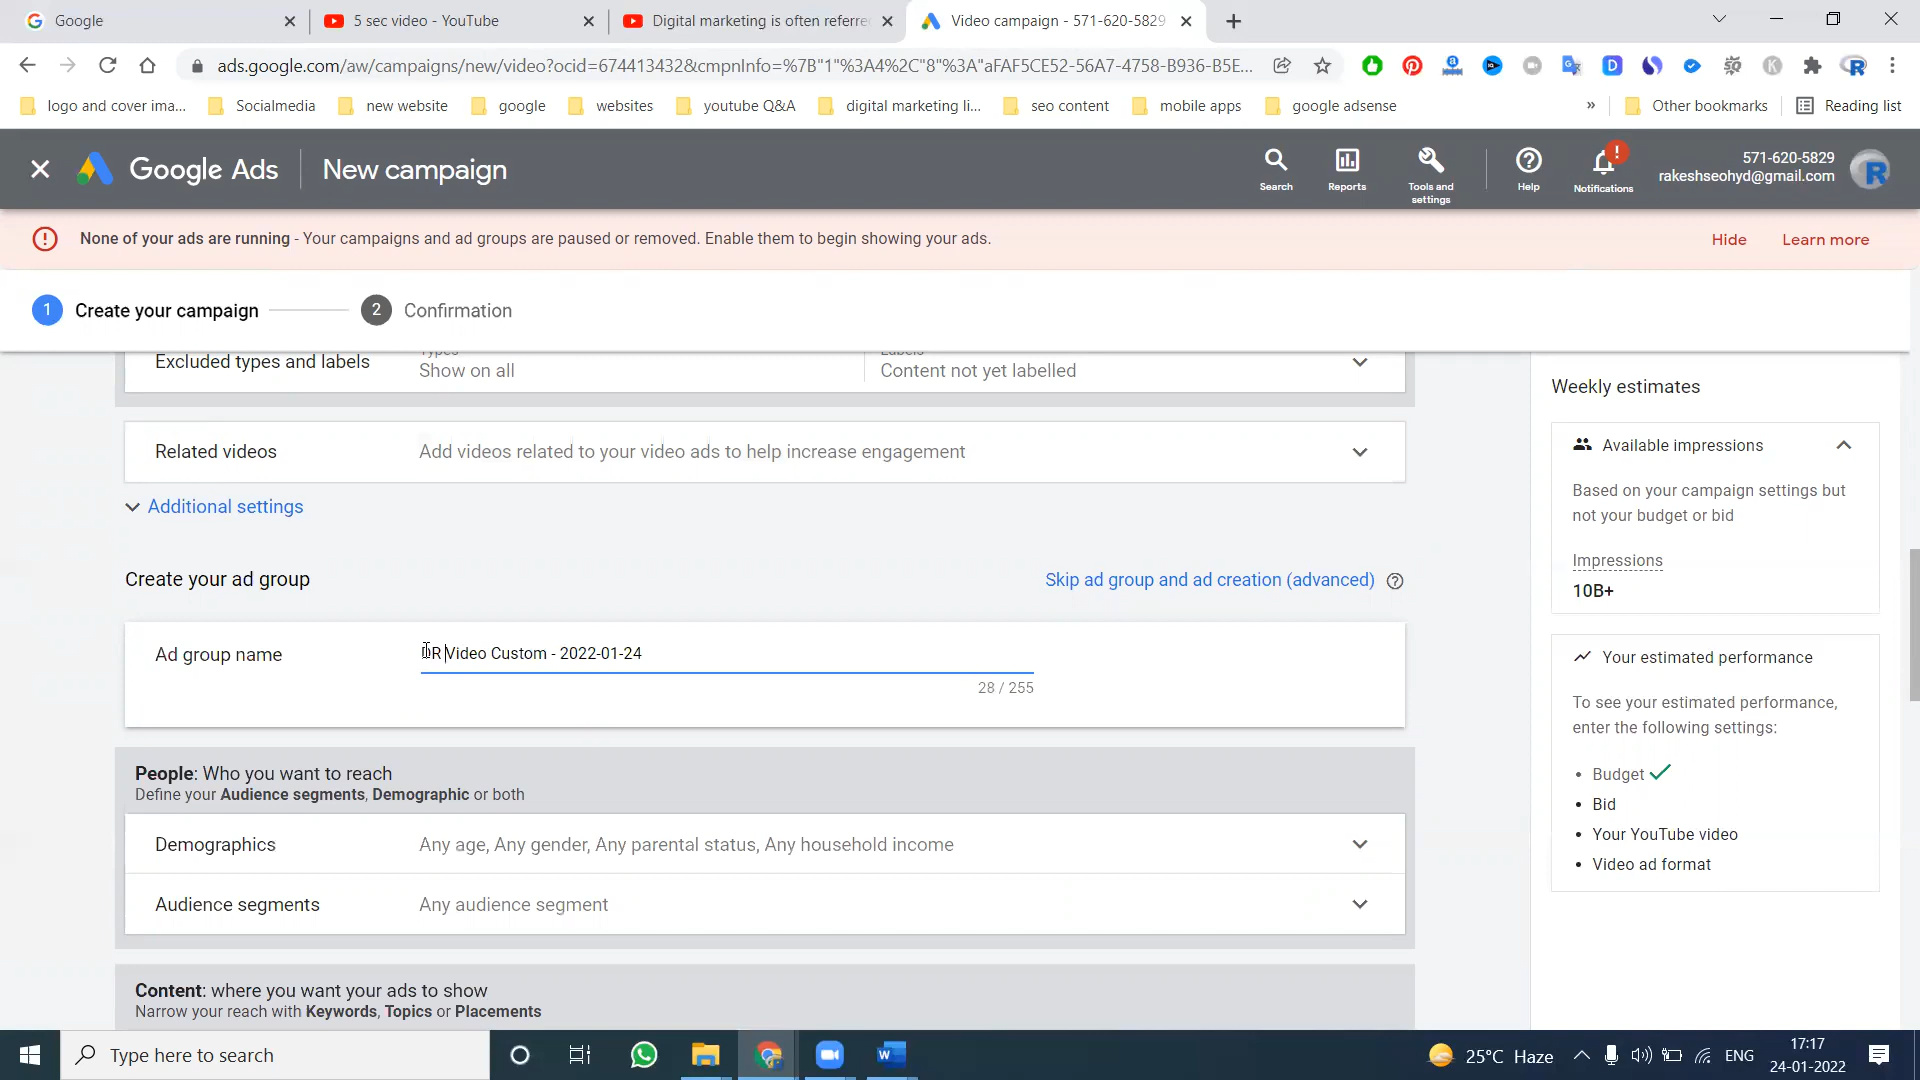 Google
5 sec video - YouTube
Digital marketing is often referre
Video campaign - 571-620-5829
ads.google.com/aw/campaigns/new/video?ocid=674413432&cmpnInfo=%7B"1"%3A4%2C"8"%3A"aFAF5CE52-56A7-4758-B936-B5E...
logo and cover ima...
Socialmedia
new website
google
websites
youtube Q&A
digital marketing li...
seo content
mobile apps
google adsense
»
Other bookmarks
Reading list
Google Ads
New campaign
Search
Reports
Tools and
settings
Help
Notifications
571-620-5829
rakeshseohyd@gmail.com
None of your ads are running - Your campaigns and ad groups are paused or removed. Enable them to begin showing your ads.
Hide
Learn more
1 Create your campaign
2 Confirmation
Excluded types and labels
Types
Show on all
Labels
Content not yet labelled
Related videos
Add videos related to your video ads to help increase engagement
Additional settings
Create your ad group
Skip ad group and ad creation (advanced)
Ad group name
Video Custom - 2022-01-24
28 / 255
People: Who you want to reach
Define your Audience segments, Demographic or both
Demographics
Any age, Any gender, Any parental status, Any household income
Audience segments
Any audience segment
Content: where you want your ads to show
Narrow your reach with Keywords, Topics or Placements
Weekly estimates
Available impressions
Based on your campaign settings but
not your budget or bid
Impressions
10B+
Your estimated performance
To see your estimated performance,
enter the following settings:
• Budget
• Bid
• Your YouTube video
• Video ad format
Type here to search
25°C Haze
ENG
17:17
24-01-2022